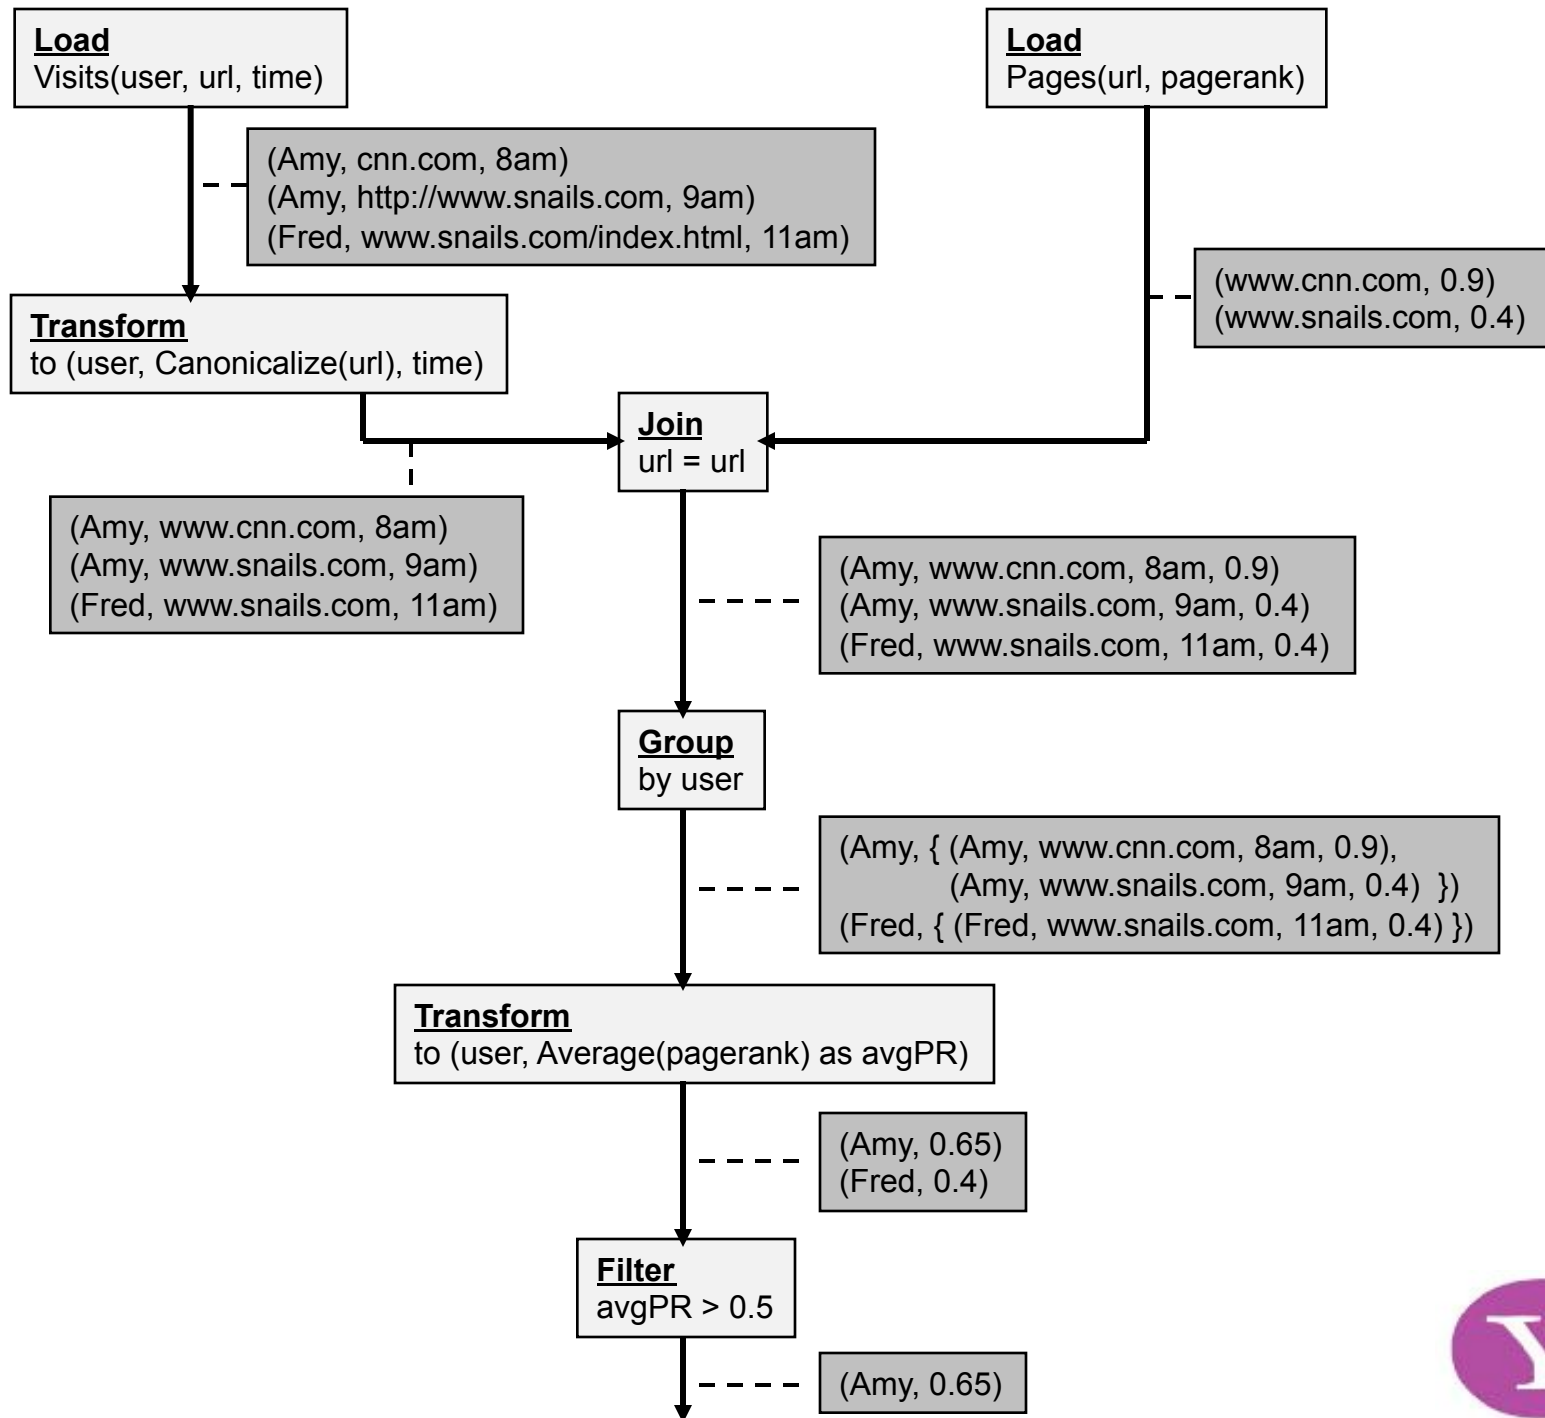 Load
Visits(user, url, time)
Load
Pages(url, pagerank)
(Amy, cnn.com, 8am)
(Amy, http://www.snails.com, 9am)
(Fred, www.snails.com/index.html, 11am)
(www.cnn.com, 0.9)
(www.snails.com, 0.4)
Transform
to (user, Canonicalize(url), time)
Join
url = url
(Amy, www.cnn.com, 8am)
(Amy, www.snails.com, 9am)
(Fred, www.snails.com, 11am)
(Amy, www.cnn.com, 8am, 0.9)
(Amy, www.snails.com, 9am, 0.4)
(Fred, www.snails.com, 11am, 0.4)
Group
by user
(Amy, { (Amy, www.cnn.com, 8am, 0.9),
(Amy, www.snails.com, 9am, 0.4) })
(Fred, { (Fred, www.snails.com, 11am, 0.4) })
Transform
to (user, Average(pagerank) as avgPR)
(Amy, 0.65)
(Fred, 0.4)
Filter
avgPR > 0.5
(Amy, 0.65)
Y